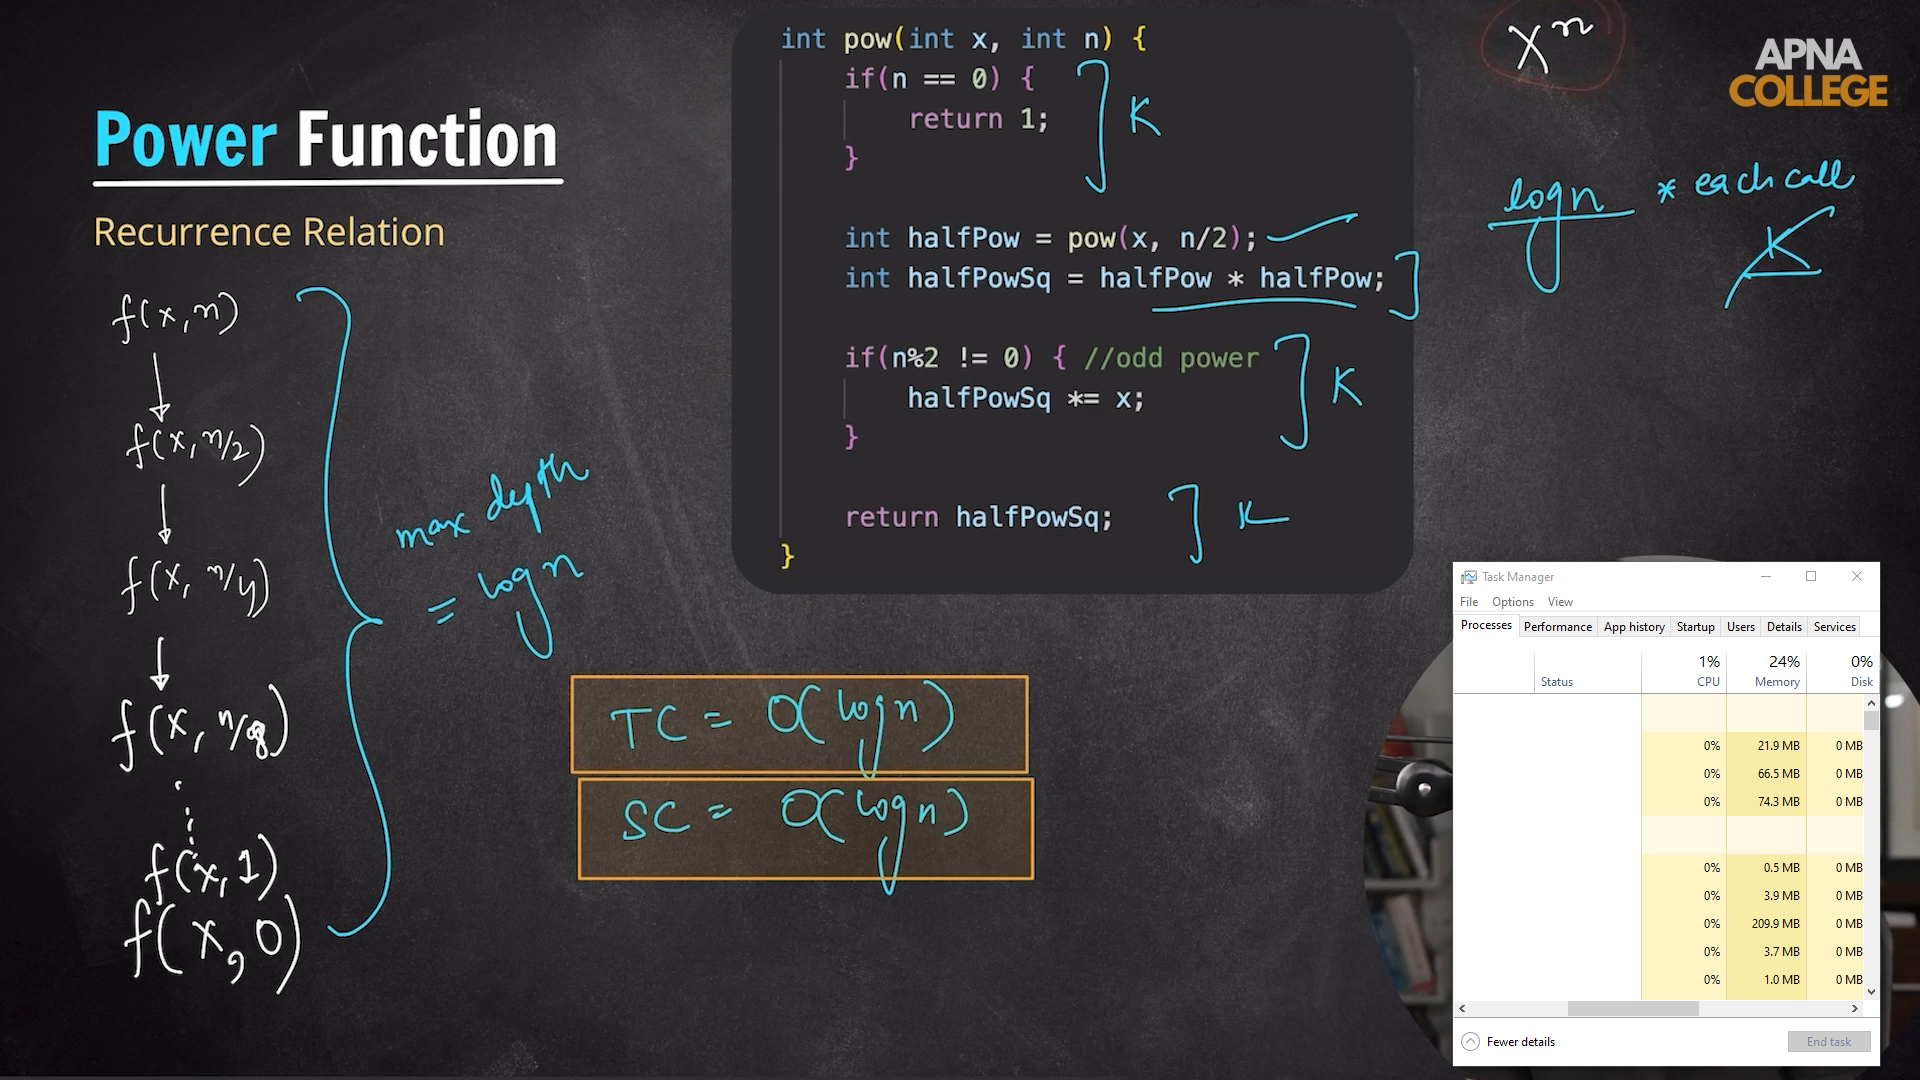 Power Function
Recurrence Relation
f(x,n)
f(x,n/2)
f(x, n/4)
f(x, n/8)
f(x,1)
f(x,0)
max depth
= log n
int pow(int x, int n) {
if(n == 0) {
return 1;
}
K
int halfPow = pow(x, n/2);
int halfPowSq = halfPow * halfPow;
if(n%2 != 0) { //odd power
halfPowSq *= x;
}
K
return halfPowSq;
K
}
TC = O(log n)
SC = O(log n)
x^n
APNA
COLLEGE
log n * each call
K
Task Manager
File Options View
Processes Performance App history Startup Users Details Services
1% 24% 0%
Status CPU Memory Disk
0% 21.9 MB 0 MB
0% 66.5 MB 0 MB
0% 74.3 MB 0 MB
0% 0.5 MB 0 MB
0% 3.9 MB 0 MB
0% 209.9 MB 0 MB
0% 3.7 MB 0 MB
0% 1.0 MB 0 MB
Fewer details End task